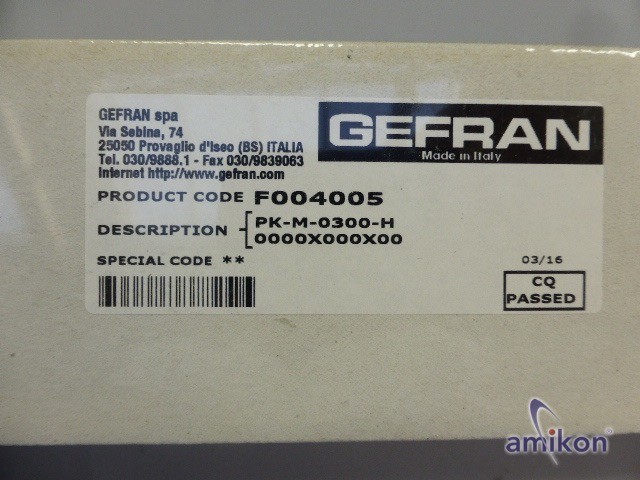 GEFRAN spa
Via Sebina, 74
25050 Provaglio d'Iseo (BS) ITALIA
Tel. 030/9888.1 - Fax 030/9839063
Internet http://www.gefran.com
GEFRAN
Made in Italy
PRODUCT CODE F004005
DESCRIPTION PK-M-0300-H
0000X000X00
SPECIAL CODE **
03/16
CQ
PASSED
amikon